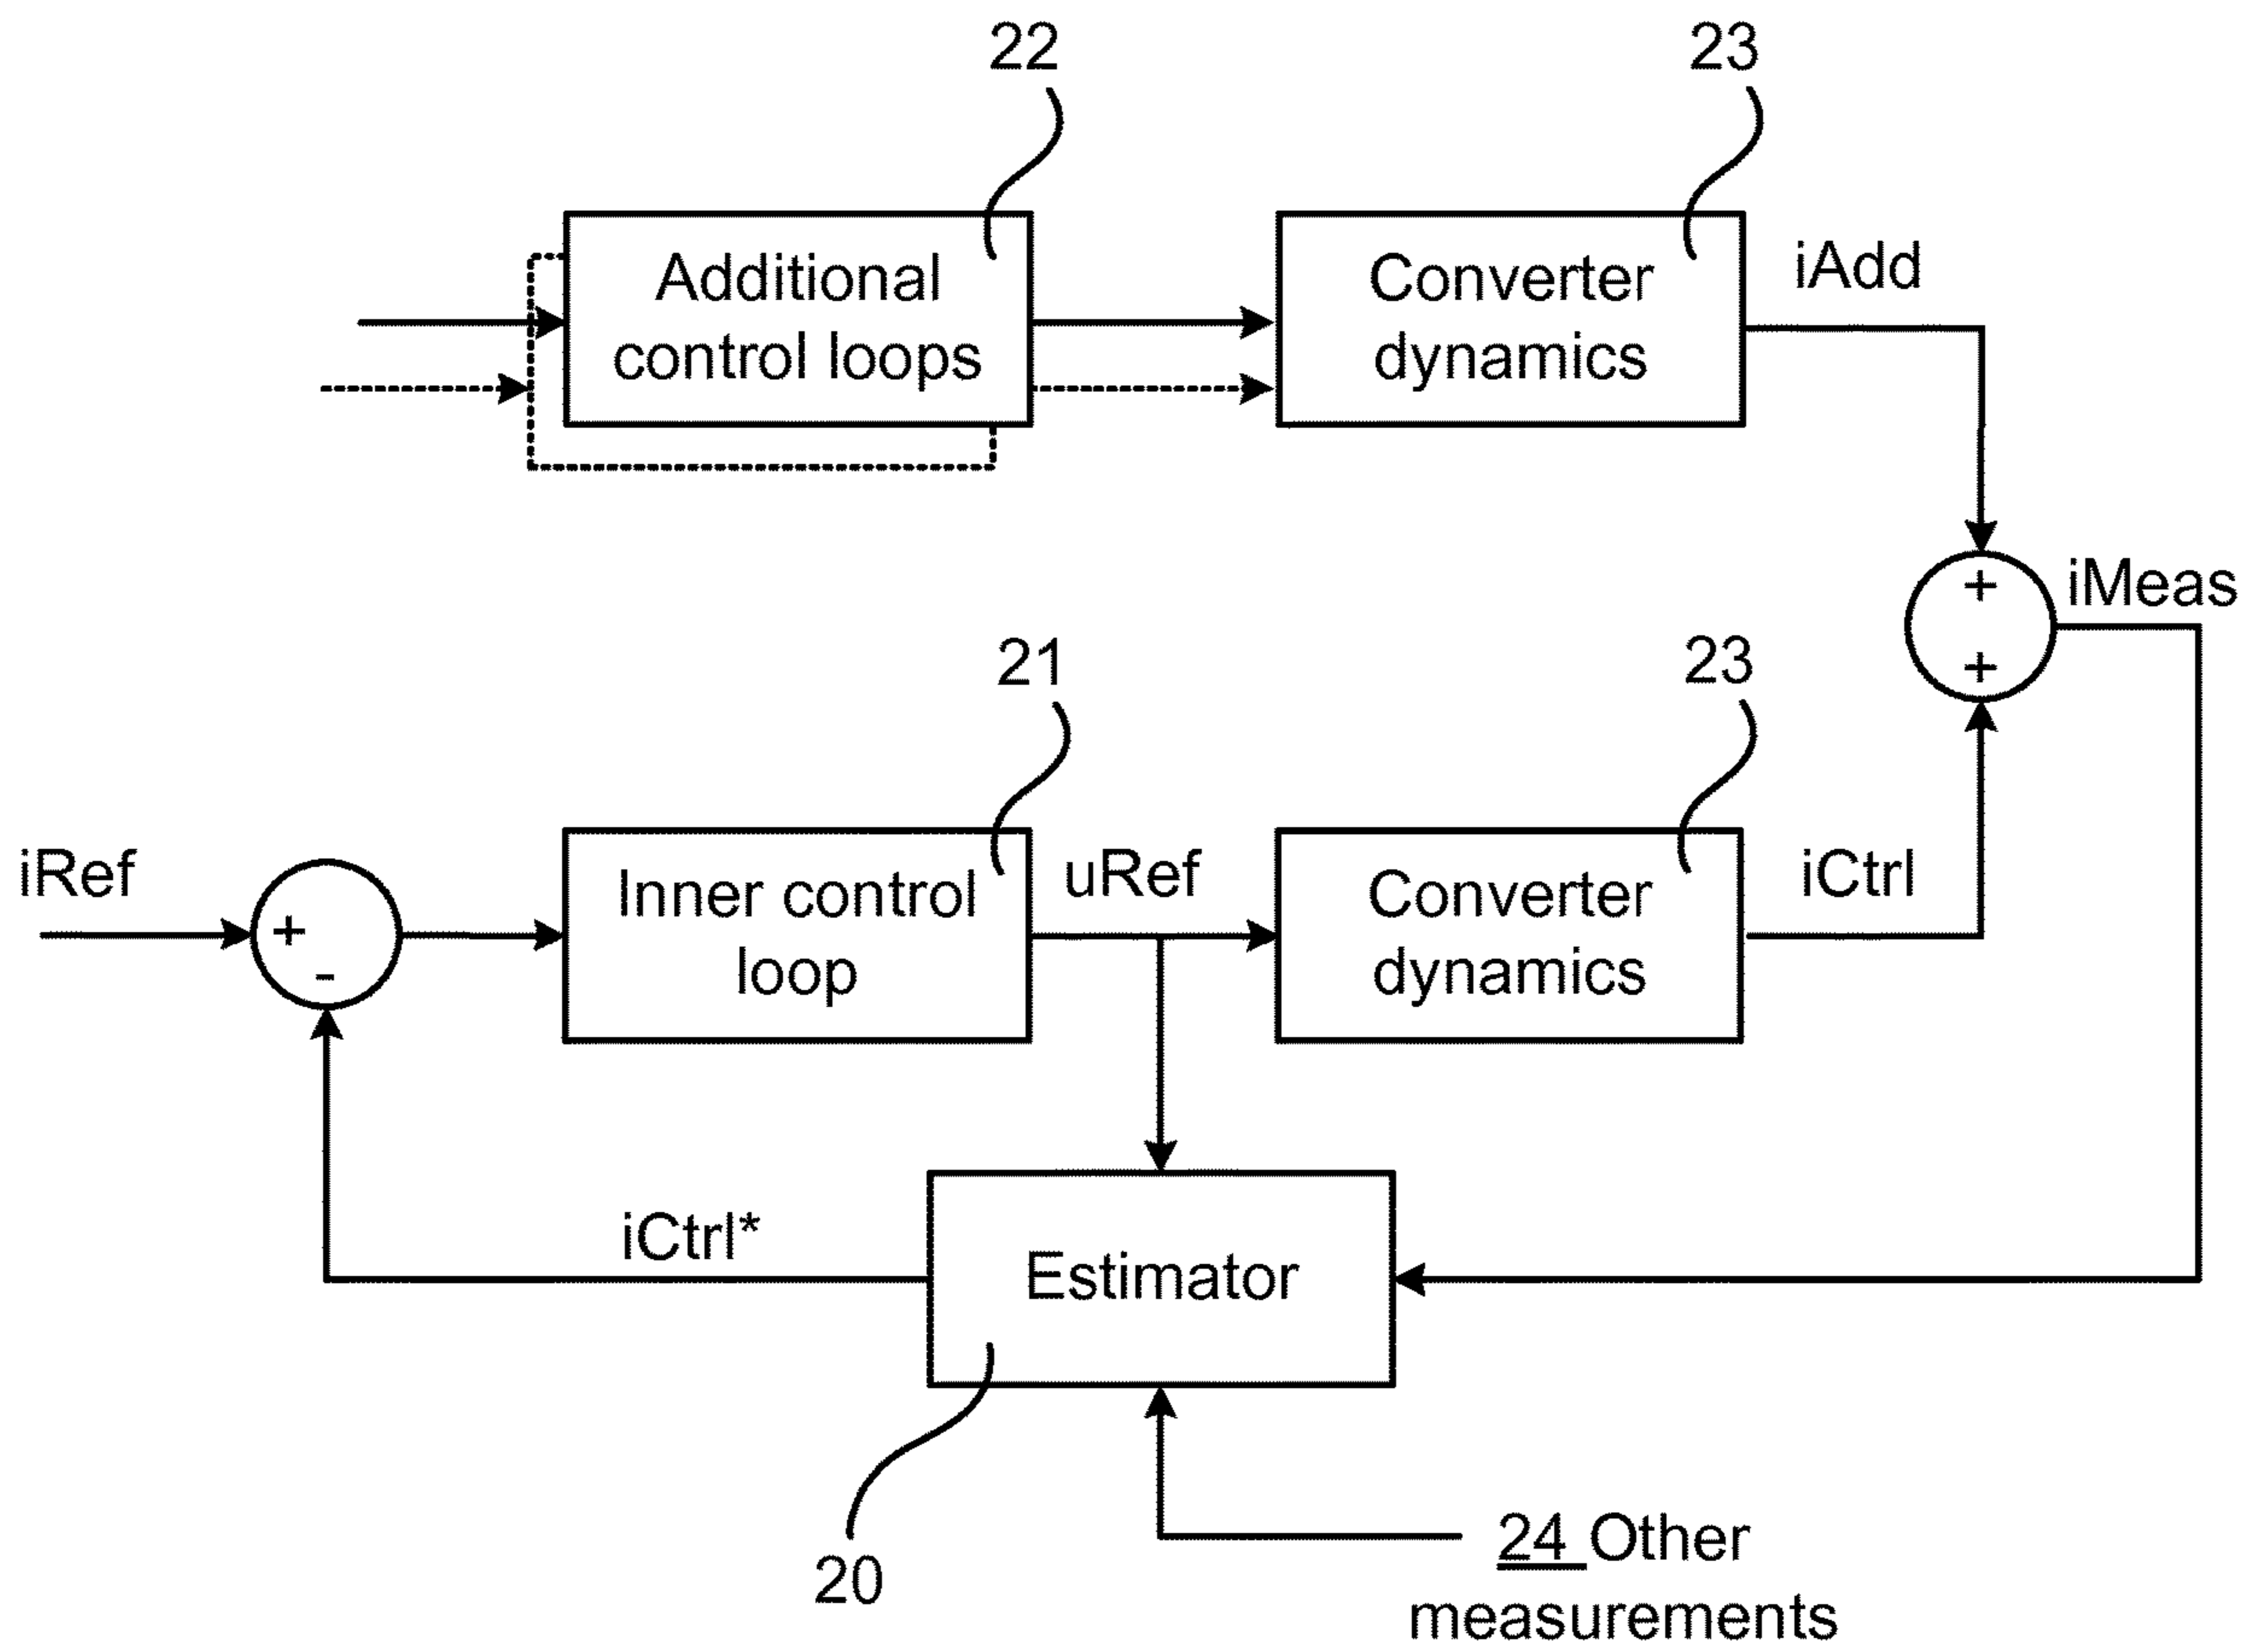 22
23
Additional
control loops
Converter
dynamics
iAdd
+
+
iMeas
21
23
iRef
+
-
Inner control
loop
uRef
Converter
dynamics
iCtrl
iCtrl*
Estimator
20
24 Other
measurements